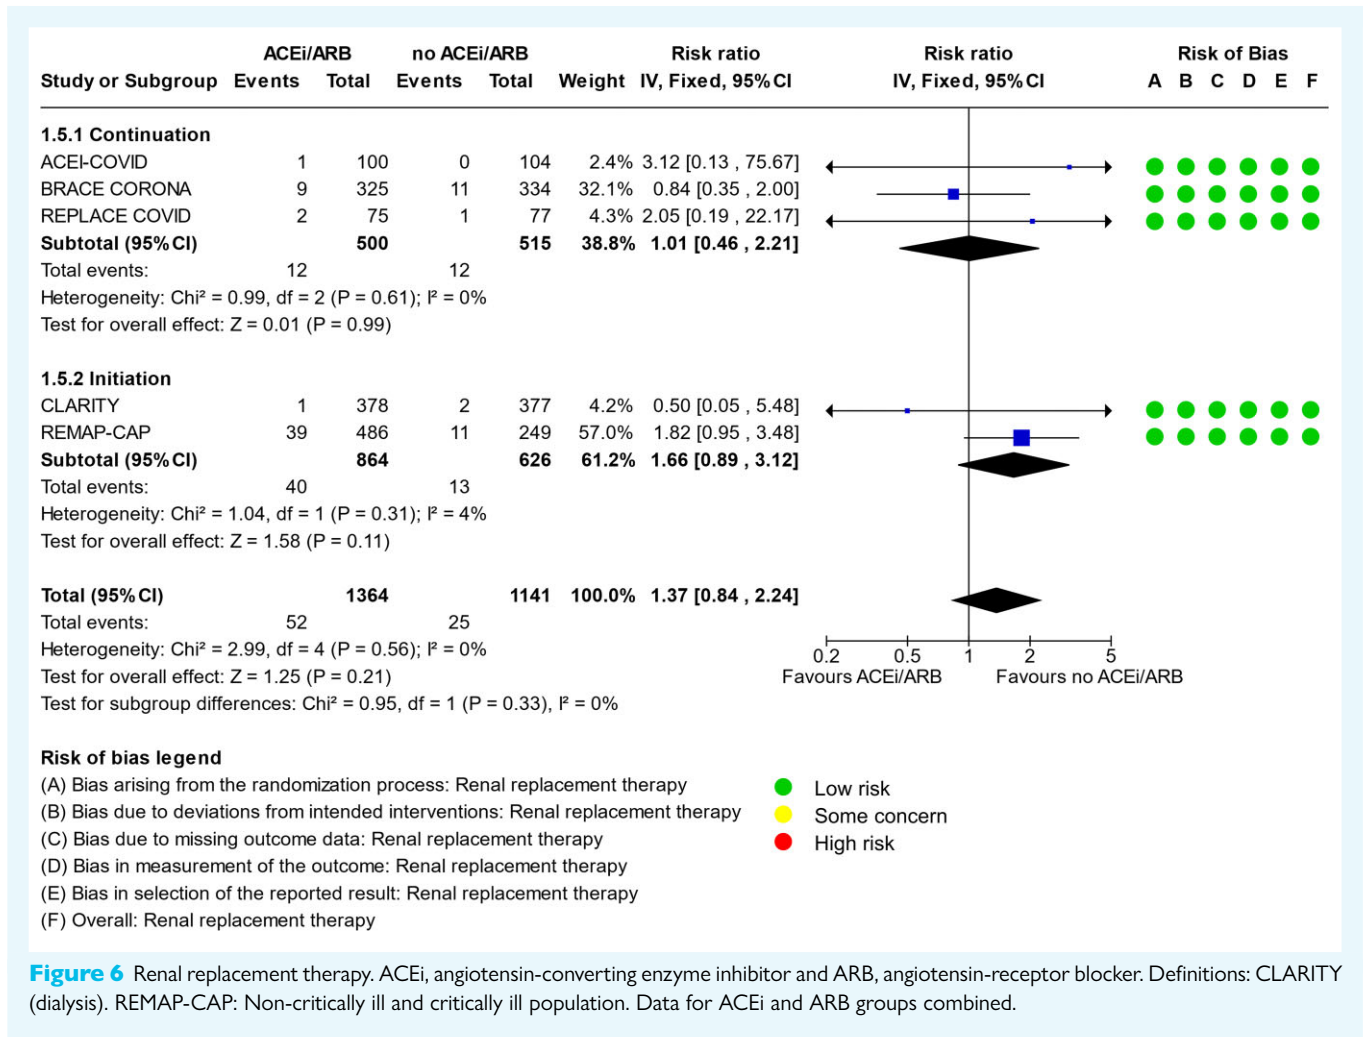 ACEi/ARB no ACEi/ARB Risk ratio Risk ratio Risk of Bias
Study or Subgroup Events Total Events Total Weight IV, Fixed, 95% CI IV, Fixed, 95% CI A B C D E F
1.5.1 Continuation
ACEI-COVID 1 100 0 104 2.4% 3.12 [0.13 , 75.67]
BRACE CORONA 9 325 11 334 32.1% 0.84 [0.35 , 2.00]
REPLACE COVID 2 75 1 77 4.3% 2.05 [0.19 , 22.17]
Subtotal (95% CI) 500 515 38.8% 1.01 [0.46 , 2.21]
Total events: 12 12
Heterogeneity: Chi² = 0.99, df = 2 (P = 0.61); I² = 0%
Test for overall effect: Z = 0.01 (P = 0.99)
1.5.2 Initiation
CLARITY 1 378 2 377 4.2% 0.50 [0.05 , 5.48]
REMAP-CAP 39 486 11 249 57.0% 1.82 [0.95 , 3.48]
Subtotal (95% CI) 864 626 61.2% 1.66 [0.89 , 3.12]
Total events: 40 13
Heterogeneity: Chi² = 1.04, df = 1 (P = 0.31); I² = 4%
Test for overall effect: Z = 1.58 (P = 0.11)
Total (95% CI) 1364 1141 100.0% 1.37 [0.84 , 2.24]
Total events: 52 25
Heterogeneity: Chi² = 2.99, df = 4 (P = 0.56); I² = 0%
0.2 0.5 1 2 5
Test for overall effect: Z = 1.25 (P = 0.21)
Favours ACEi/ARB Favours no ACEi/ARB
Test for subgroup differences: Chi² = 0.95, df = 1 (P = 0.33), I² = 0%
Risk of bias legend
(A) Bias arising from the randomization process: Renal replacement therapy
(B) Bias due to deviations from intended interventions: Renal replacement therapy
(C) Bias due to missing outcome data: Renal replacement therapy
(D) Bias in measurement of the outcome: Renal replacement therapy
(E) Bias in selection of the reported result: Renal replacement therapy
(F) Overall: Renal replacement therapy
Low risk
Some concern
High risk
Figure 6 Renal replacement therapy. ACEi, angiotensin-converting enzyme inhibitor and ARB, angiotensin-receptor blocker. Definitions: CLARITY
(dialysis). REMAP-CAP: Non-critically ill and critically ill population. Data for ACEi and ARB groups combined.